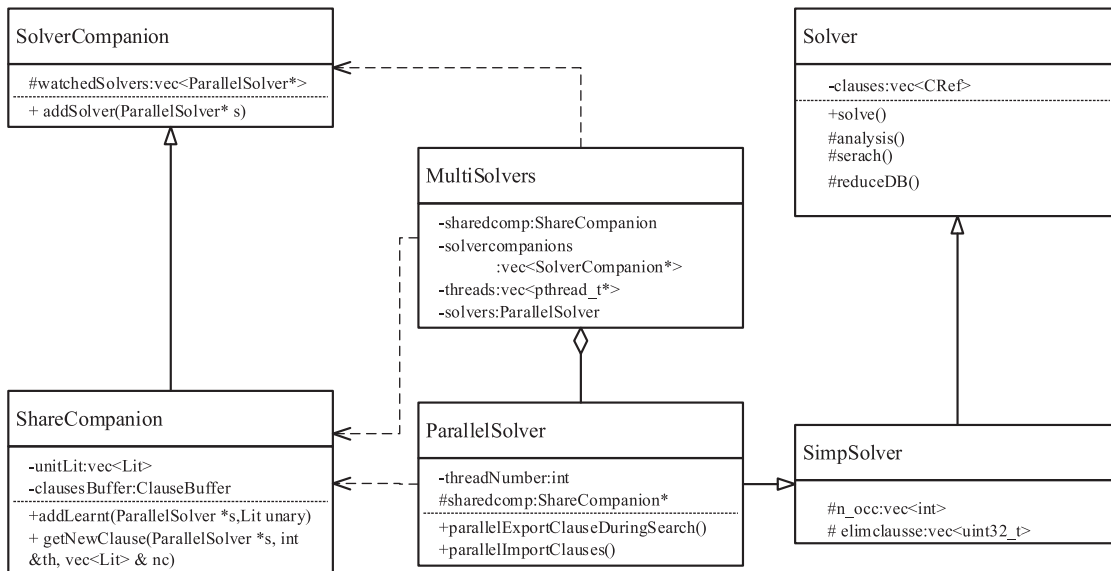 SolverCompanion
#watchedSolvers:vec<ParallelSolver*>
+ addSolver(ParallelSolver* s)
Solver
-clauses:vec<CRef>
+solve()
#analysis()
#serach()
#reduceDB()
MultiSolvers
-sharedcomp:ShareCompanion
-solvercompanions
:vec<SolverCompanion*>
-threads:vec<pthread_t*>
-solvers:ParallelSolver
ShareCompanion
-unitLit:vec<Lit>
-clausesBuffer:ClauseBuffer
+addLearnt(ParallelSolver *s,Lit unary)
+ getNewClause(ParallelSolver *s, int
&th, vec<Lit> & nc)
ParallelSolver
-threadNumber:int
#sharedcomp:ShareCompanion*
+parallelExportClauseDuringSearch()
+parallelImportClauses()
SimpSolver
#n_occ:vec<int>
# elimclausse:vec<uint32_t>